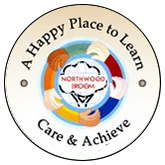 A Happy Place to Learn
NORTHWOOD
BROOM
Care & Achieve